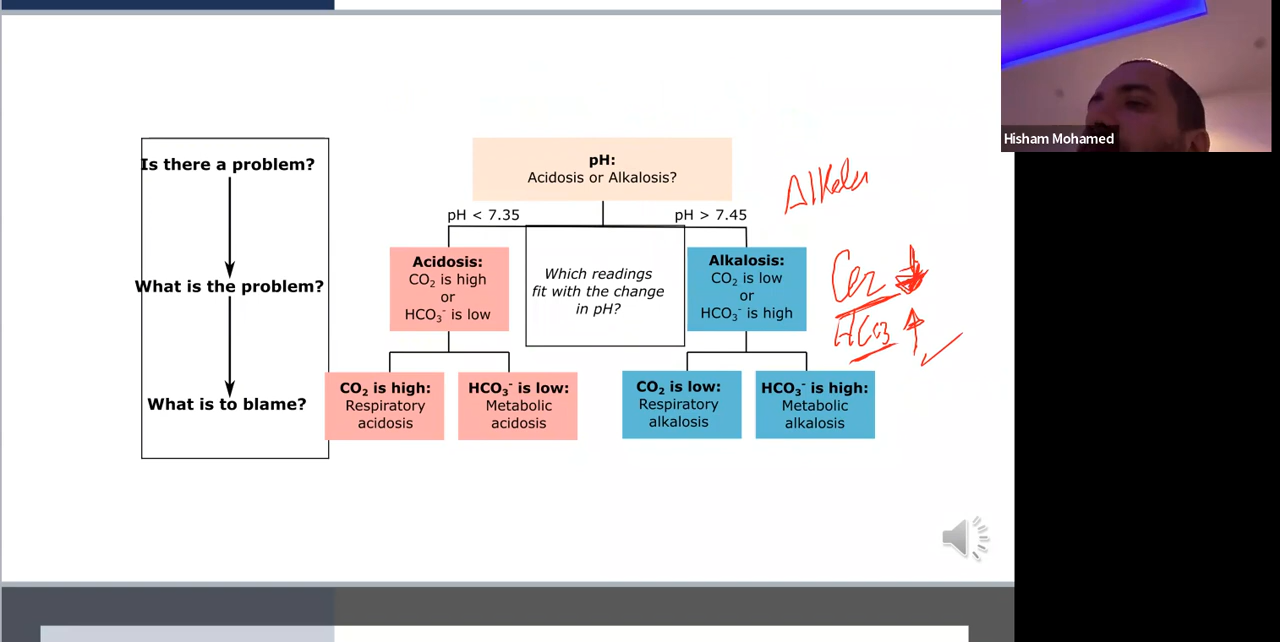 Hisham Mohamed
Is there a problem?
What is the problem?
What is to blame?
pH:
Acidosis or Alkalosis?
pH < 7.35
pH > 7.45
Acidosis:
CO₂ is high
or
HCO₃⁻ is low
Which readings
fit with the change
in pH?
Alkalosis:
CO₂ is low
or
HCO₃⁻ is high
CO₂ is high:
Respiratory
acidosis
HCO₃⁻ is low:
Metabolic
acidosis
CO₂ is low:
Respiratory
alkalosis
HCO₃⁻ is high:
Metabolic
alkalosis
HCO3 ↑